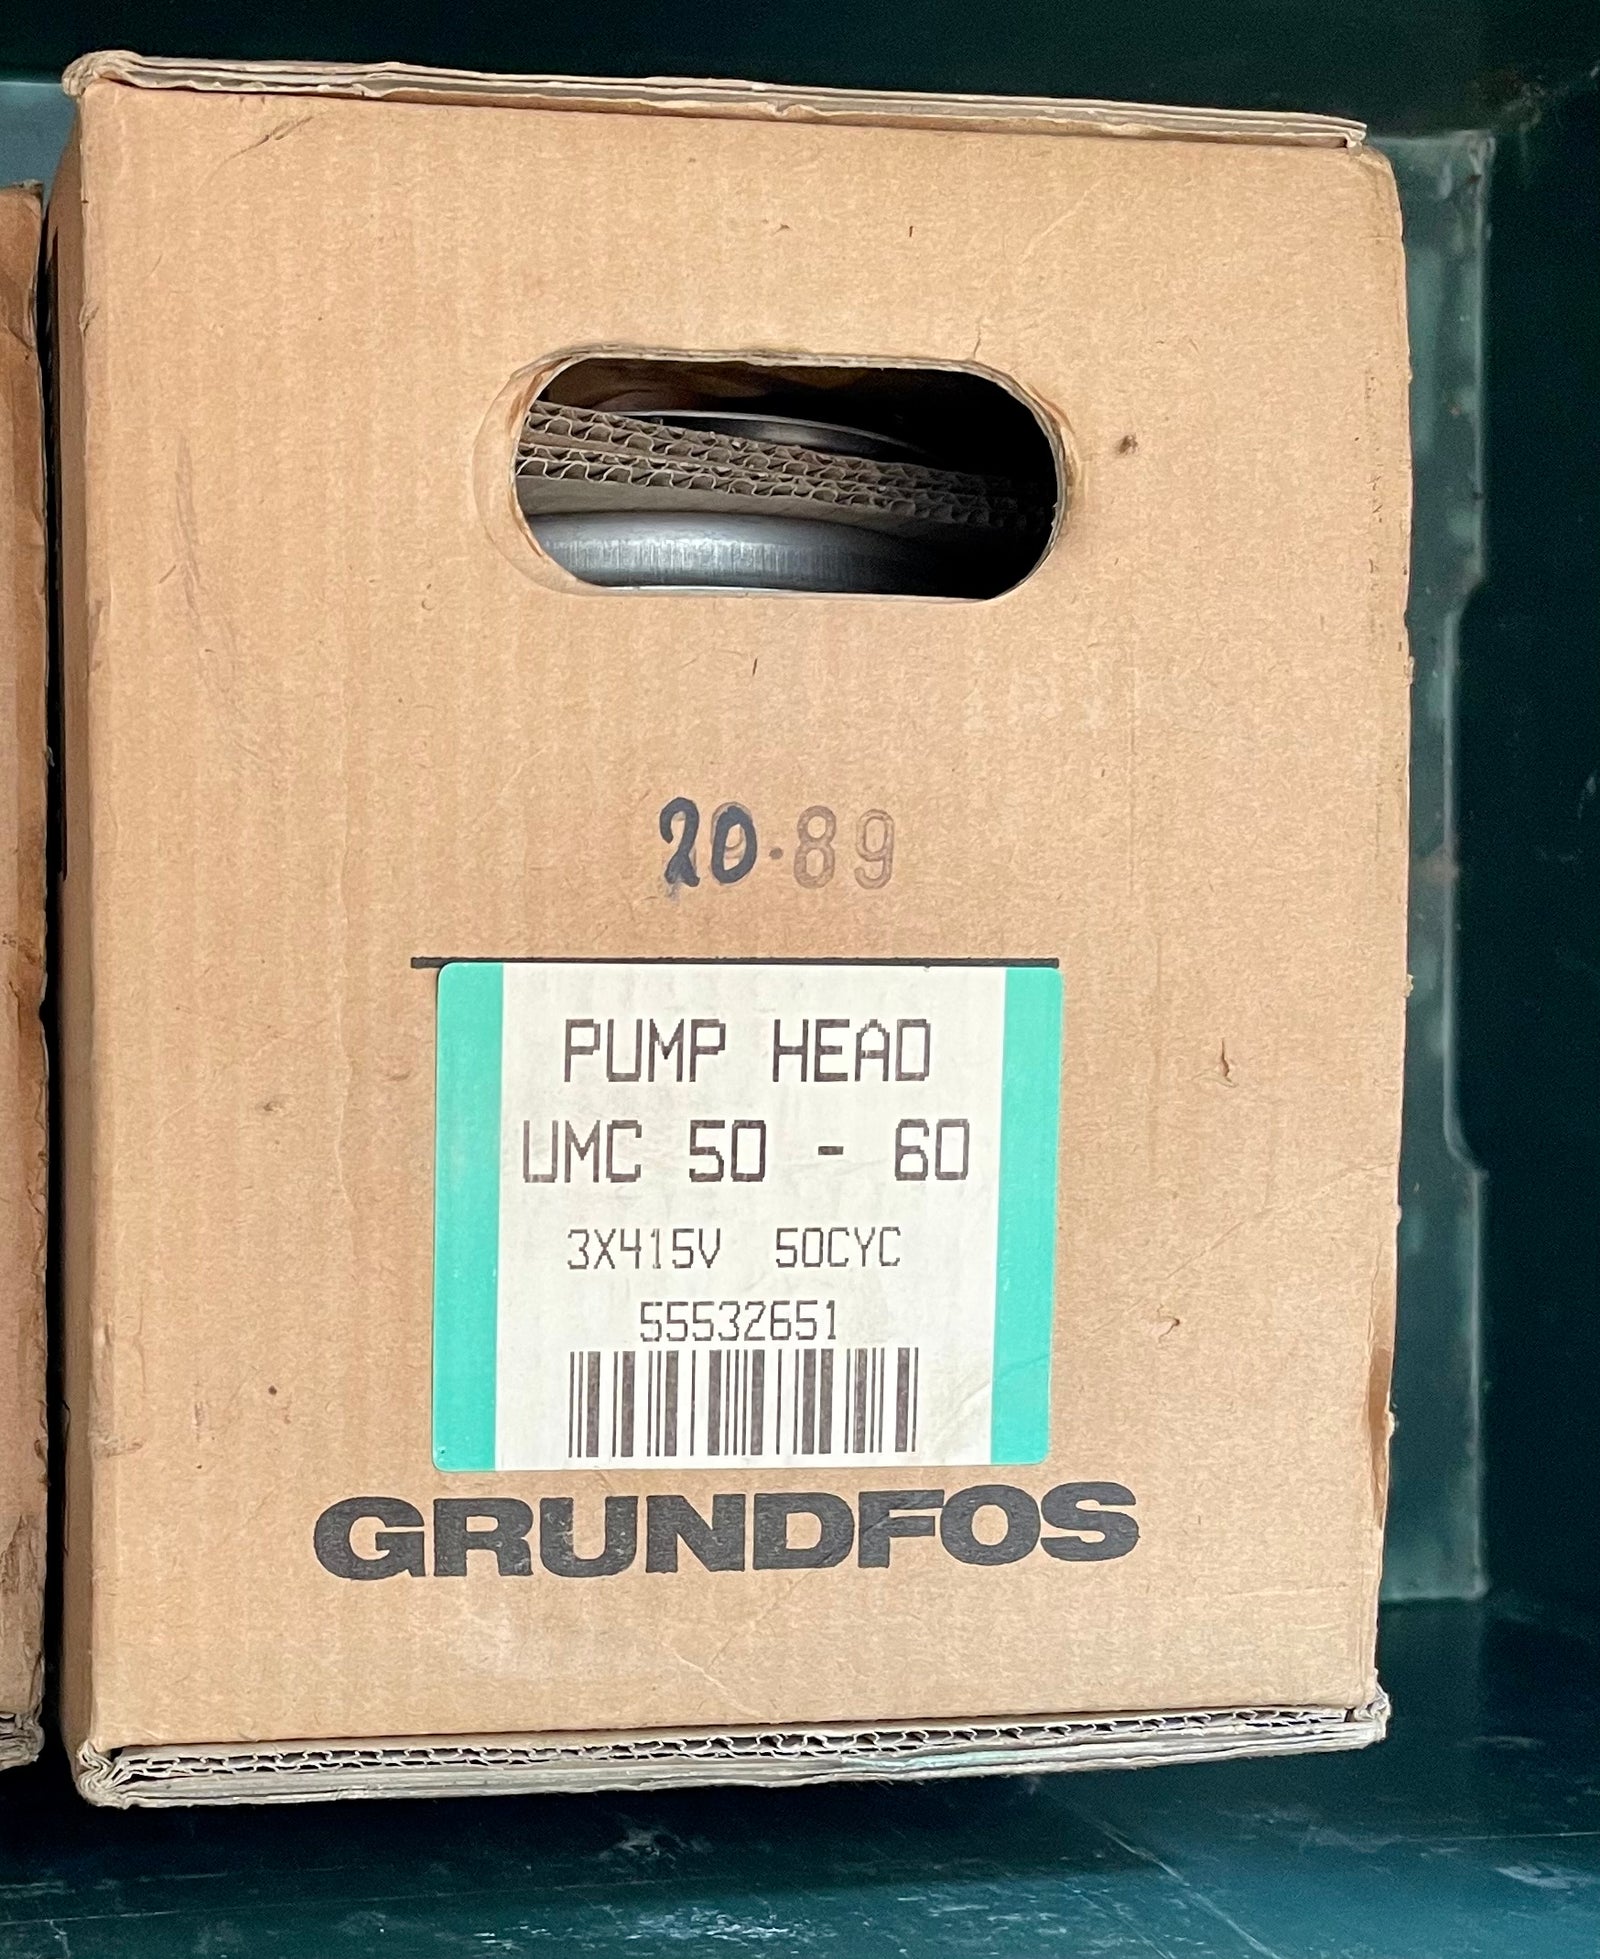 20.89
PUMP HEAD
UMC 50 - 60
3X415V 50CYC
55532651
GRUNDFOS